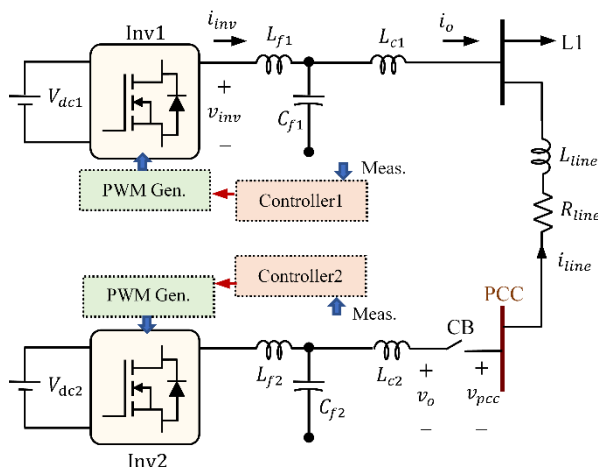 Inv1
i_inv
L_f1
L_c1
i_o
L1
V_dc1
+
v_inv
−
C_f1
Meas.
PWM Gen.
Controller1
L_line
R_line
i_line
PWM Gen.
Controller2
Meas.
PCC
CB
V_dc2
L_f2
L_c2
+
v_o
−
+
v_pcc
−
C_f2
Inv2